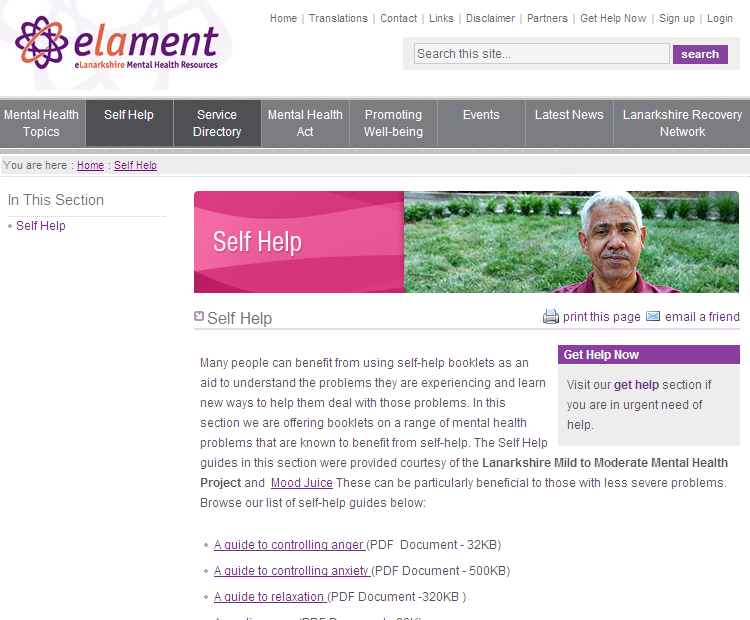 Home | Translations | Contact | Links | Disclaimer | Partners | Get Help Now | Sign up | Login
elament
eLanarkshire Mental Health Resources
Search this site...
search
Mental Health Topics
Self Help
Service Directory
Mental Health Act
Promoting Well-being
Events
Latest News
Lanarkshire Recovery Network
You are here : Home : Self Help
In This Section
Self Help
Self Help
Self Help
print this page
email a friend
Get Help Now
Visit our get help section if
you are in urgent need of
help.
Many people can benefit from using self-help booklets as an
aid to understand the problems they are experiencing and learn
new ways to help them deal with those problems. In this
section we are offering booklets on a range of mental health
problems that are known to benefit from self-help. The Self Help
guides in this section were provided courtesy of the Lanarkshire Mild to Moderate Mental Health
Project and Mood Juice These can be particularly beneficial to those with less severe problems.
Browse our list of self-help guides below:
A guide to controlling anger (PDF Document - 32KB)
A guide to controlling anxiety (PDF Document - 500KB)
A guide to relaxation (PDF Document -320KB )